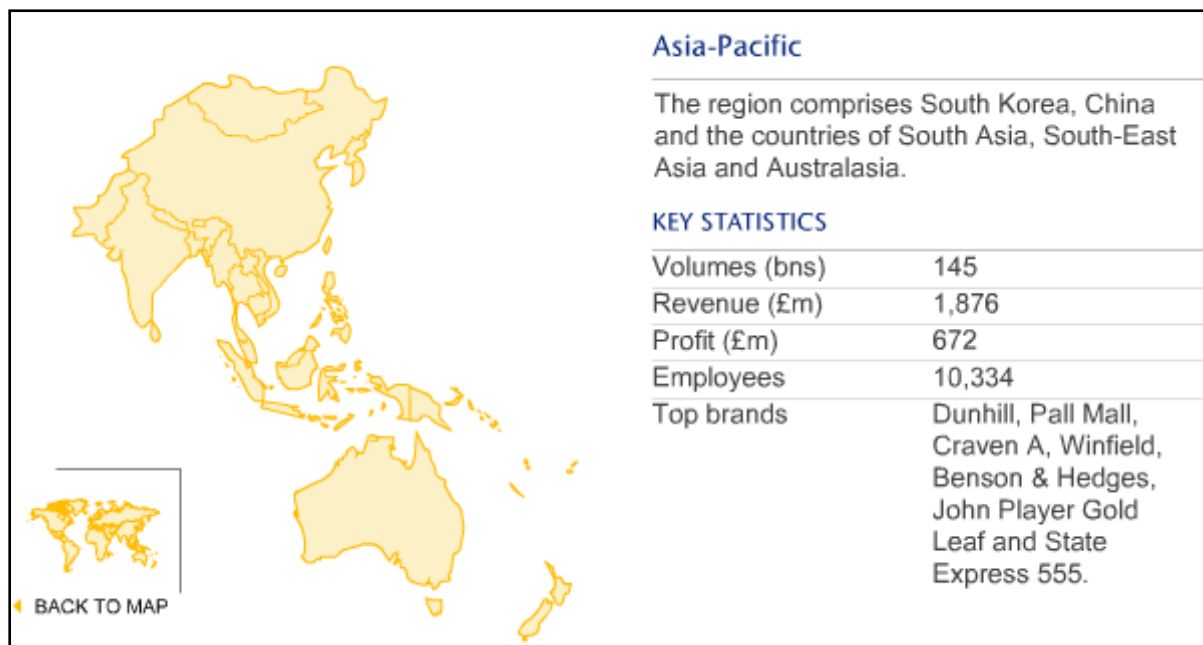 Asia-Pacific
The region comprises South Korea, China
and the countries of South Asia, South-East
Asia and Australasia.
KEY STATISTICS
Volumes (bns) 145
Revenue (£m) 1,876
Profit (£m) 672
Employees 10,334
Top brands Dunhill, Pall Mall,
Craven A, Winfield,
Benson & Hedges,
John Player Gold
Leaf and State
Express 555.
BACK TO MAP